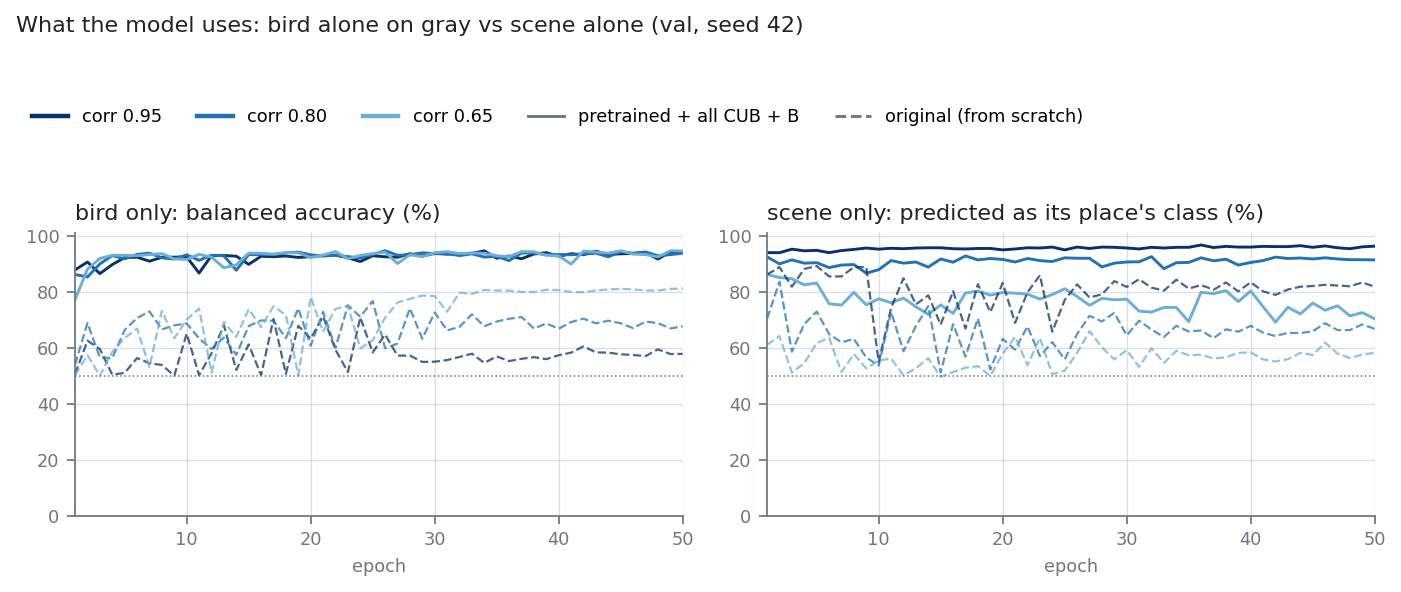 What the model uses: bird alone on gray vs scene alone (val, seed 42)
corr 0.95 corr 0.80 corr 0.65 pretrained + all CUB + B original (from scratch)
bird only: balanced accuracy (%)
100
80
60
40
20
0
10 20 30 40 50
epoch
scene only: predicted as its place's class (%)
100
80
60
40
20
0
10 20 30 40 50
epoch